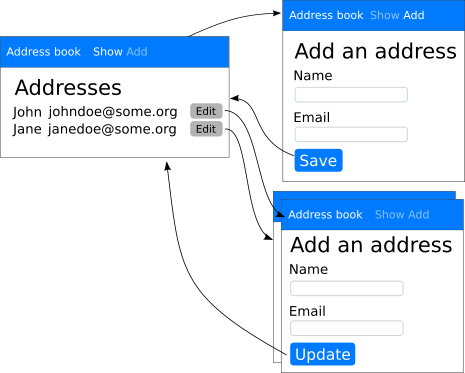 Address book Show Add
Addresses
John johndoe@some.org Edit
Jane janedoe@some.org Edit
Address book Show Add
Add an address
Name
Email
Save
Address book Show Add
Add an address
Name
Email
Update